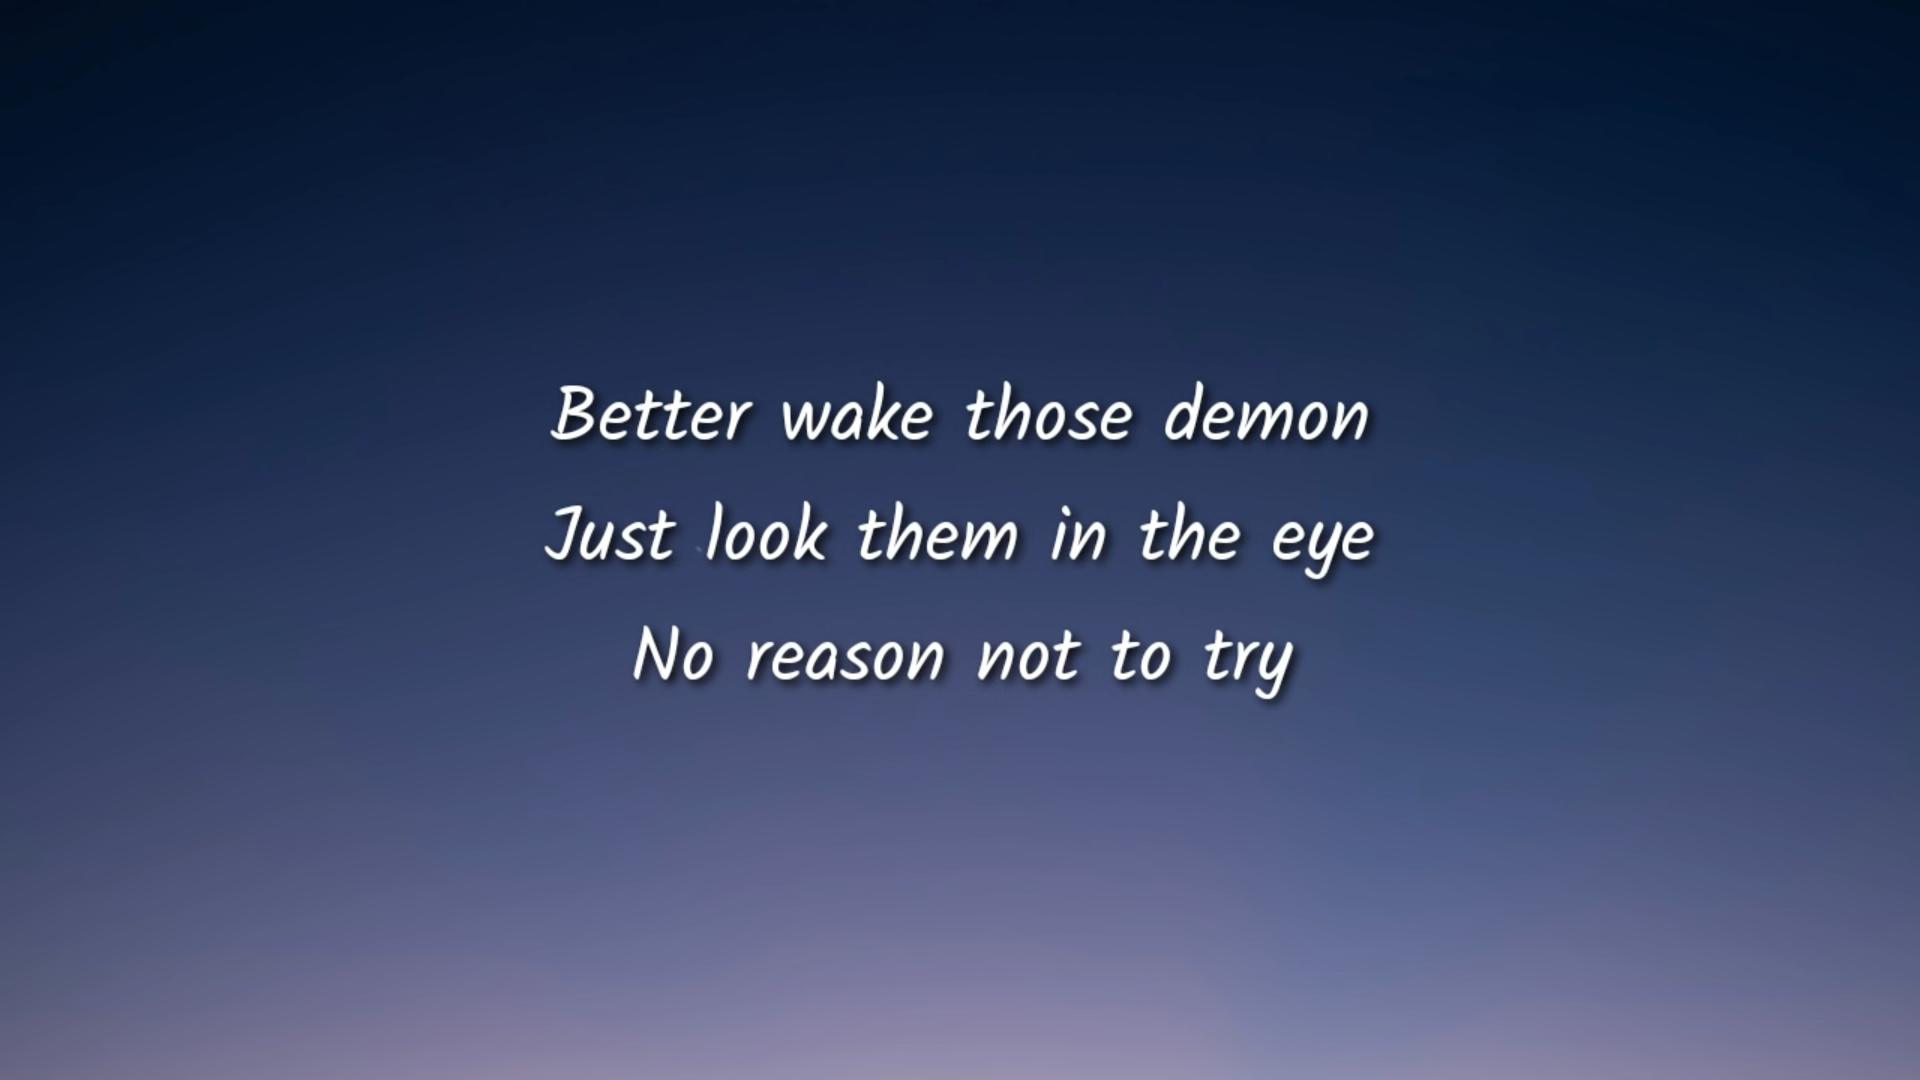 Better wake those demon
Just look them in the eye
No reason not to try